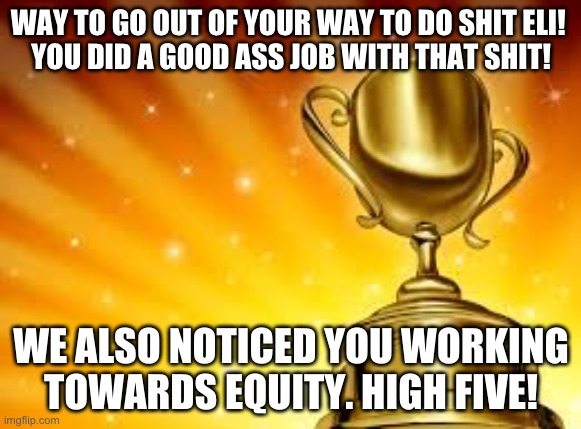 WAY TO GO OUT OF YOUR WAY TO DO SHIT ELI!
YOU DID A GOOD ASS JOB WITH THAT SHIT!
WE ALSO NOTICED YOU WORKING
TOWARDS EQUITY. HIGH FIVE!
imgflip.com